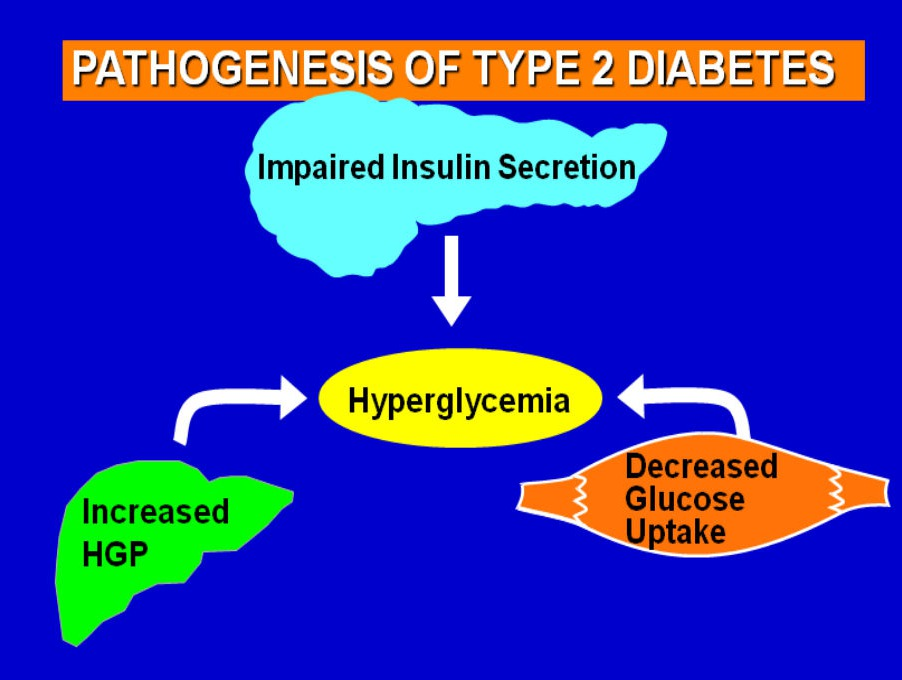 PATHOGENESIS OF TYPE 2 DIABETES
Impaired Insulin Secretion
Hyperglycemia
Increased
HGP
Decreased
Glucose
Uptake